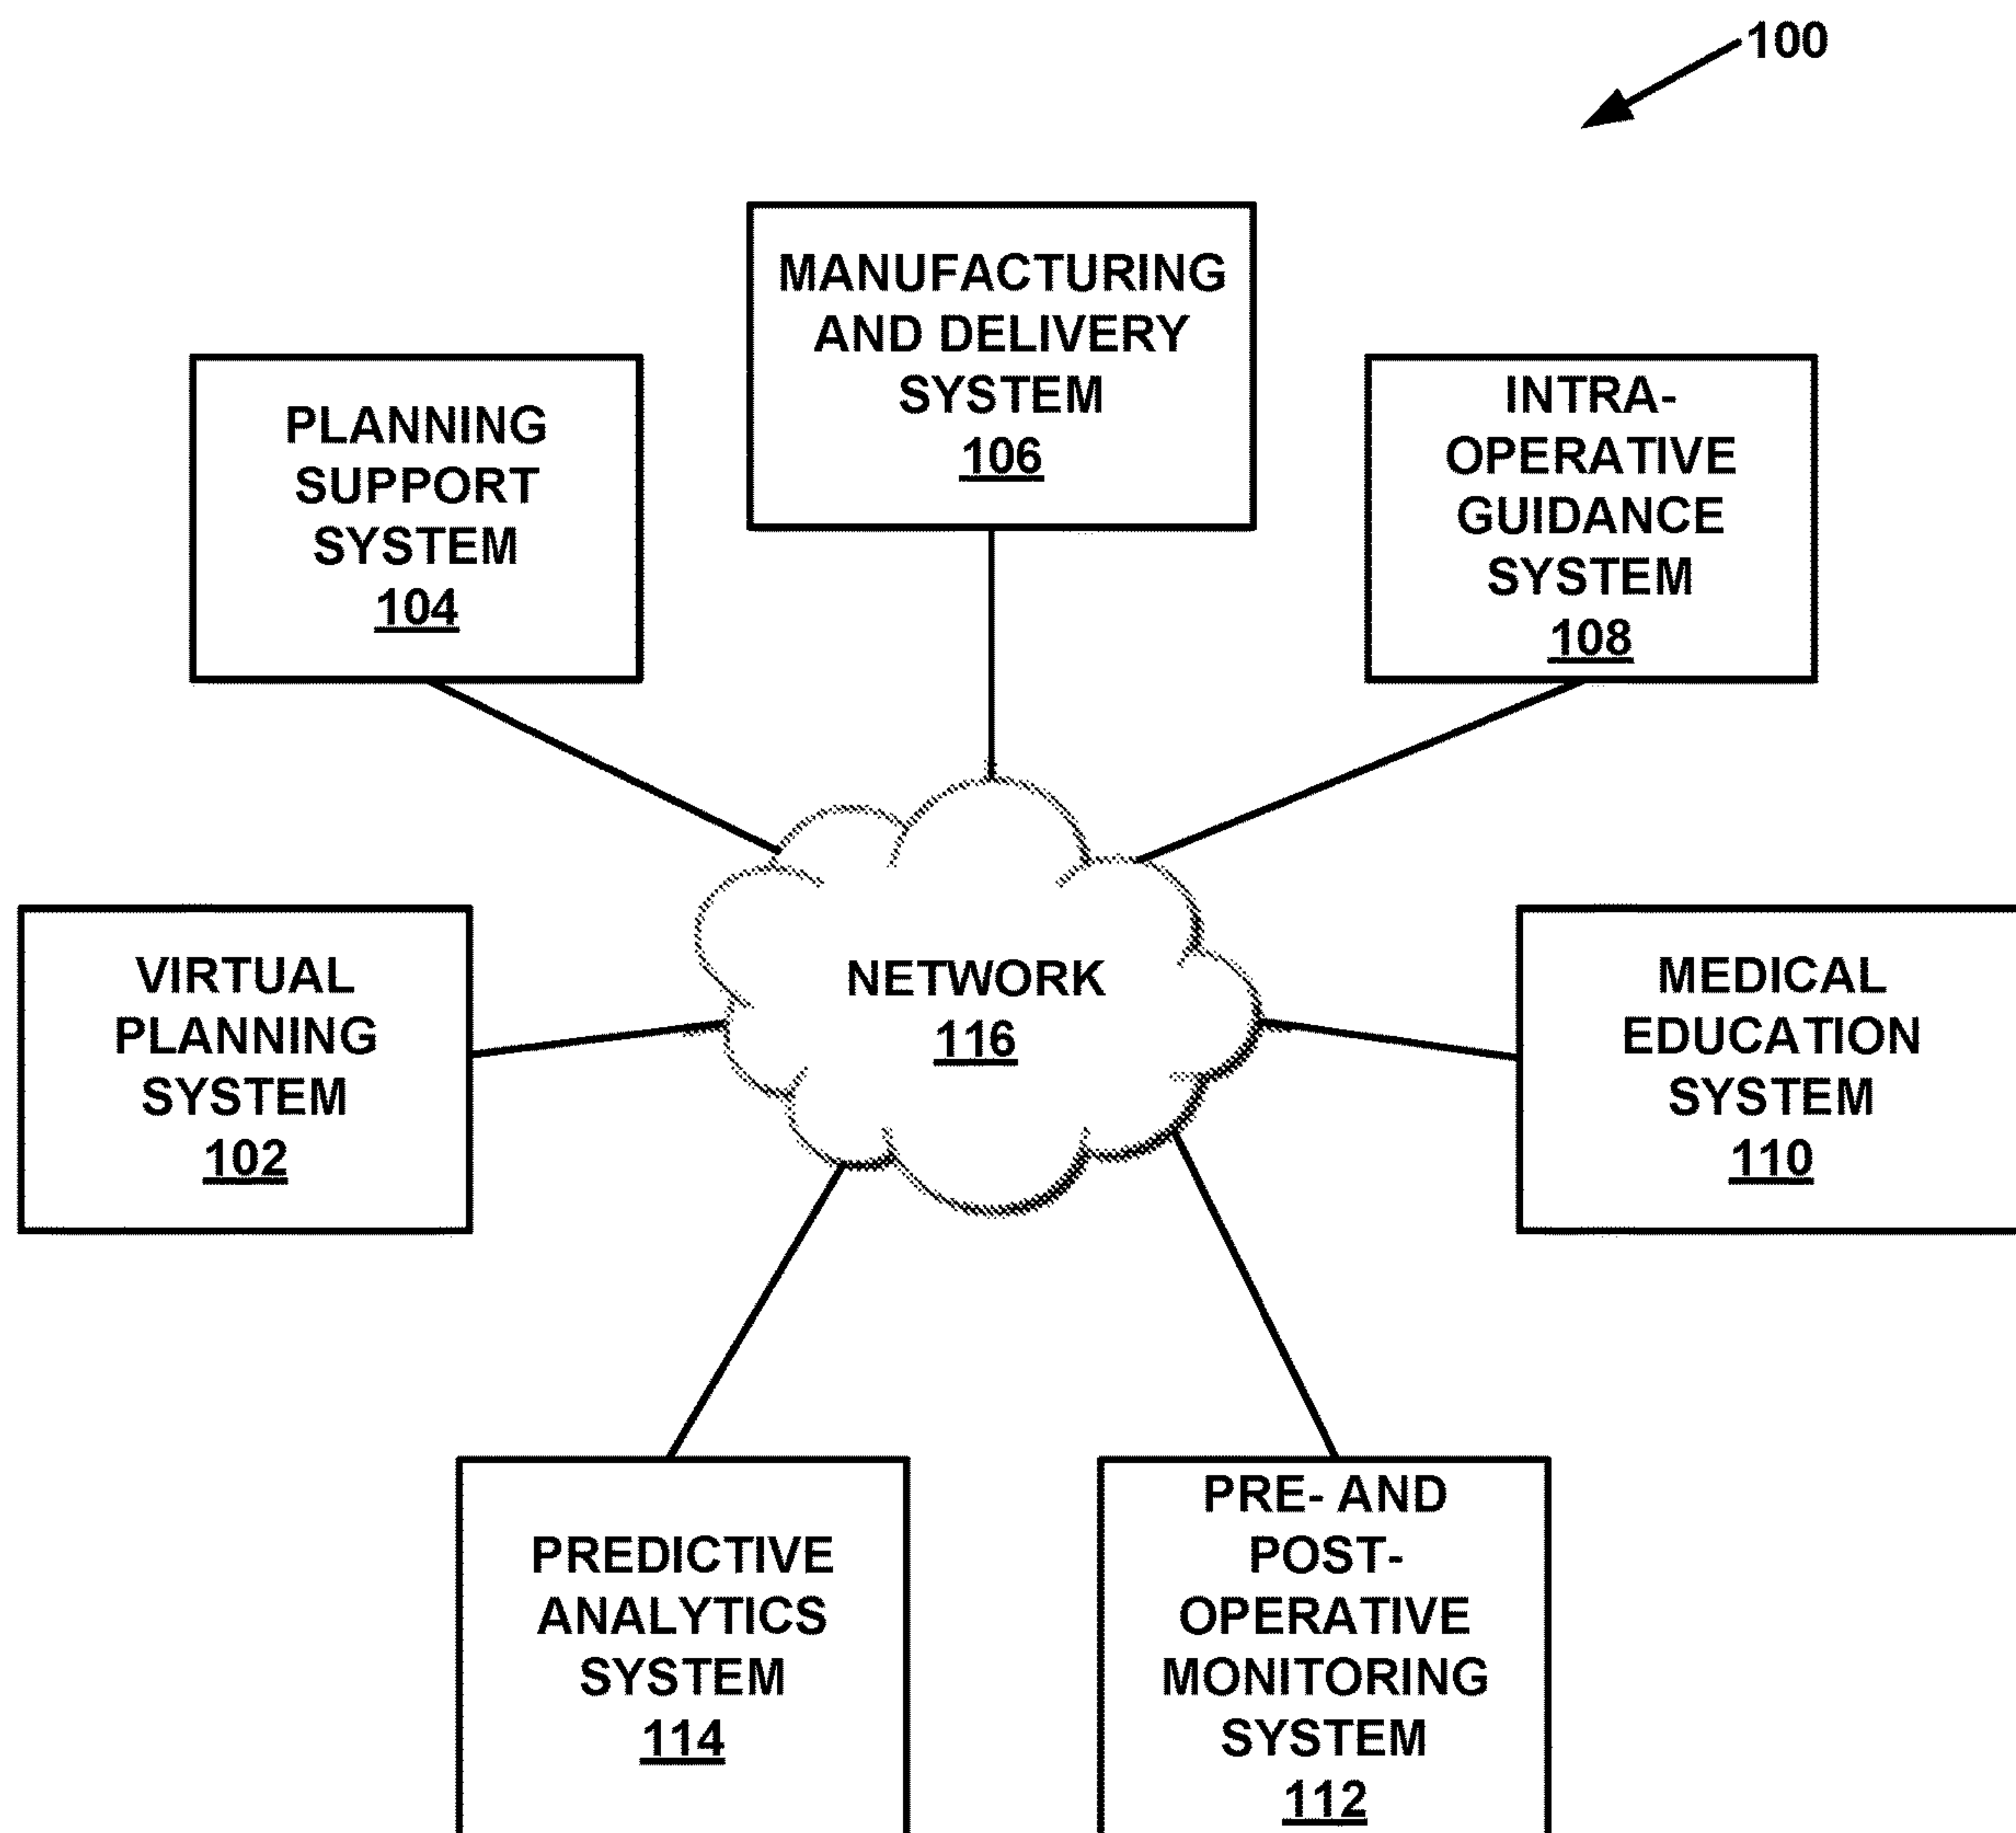 100
MANUFACTURING
AND DELIVERY
SYSTEM
106
PLANNING
SUPPORT
SYSTEM
104
INTRA-
OPERATIVE
GUIDANCE
SYSTEM
108
VIRTUAL
PLANNING
SYSTEM
102
NETWORK
116
MEDICAL
EDUCATION
SYSTEM
110
PREDICTIVE
ANALYTICS
SYSTEM
114
PRE- AND
POST-
OPERATIVE
MONITORING
SYSTEM
112